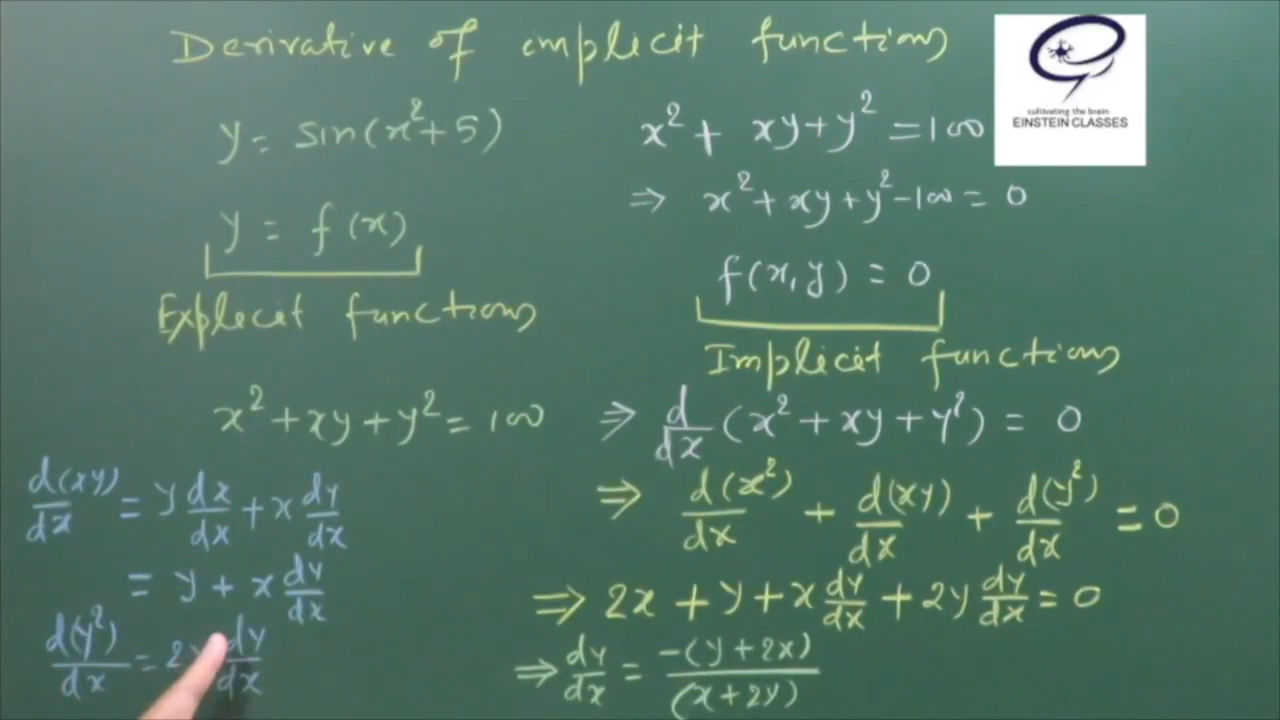 Derivative of implicit functions
cultivating the brain
EINSTEIN CLASSES
y = sin(x²+5)
y = f(x)
Explicit functions
x² + xy + y² = 100
⇒ x² + xy + y² - 100 = 0
f(x,y) = 0
Implicit functions
x² + xy + y² = 100
⇒ d/dx (x² + xy + y²) = 0
⇒ d(x²)/dx + d(xy)/dx + d(y²)/dx = 0
⇒ 2x + y + x dy/dx + 2y dy/dx = 0
⇒ dy/dx = -(y+2x)/(x+2y)
d(xy)/dx = y dx/dx + x dy/dx
= y + x dy/dx
d(y²)/dx = 2y dy/dx